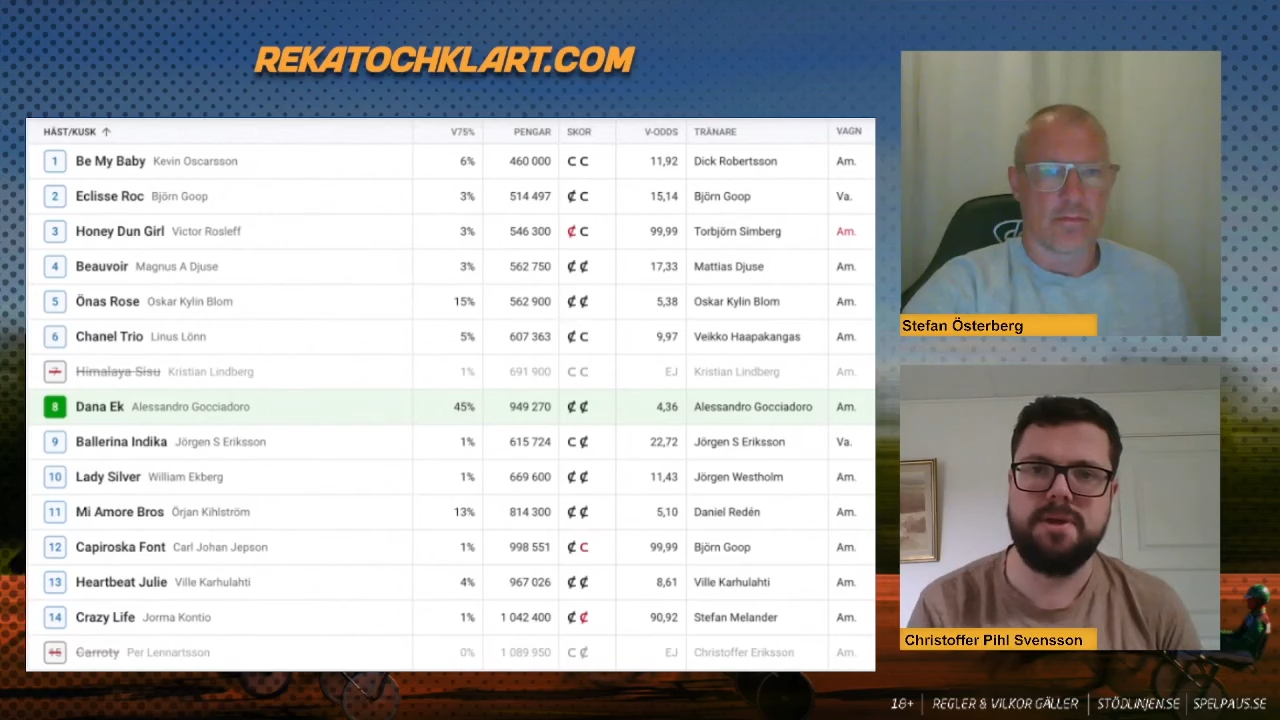 REKATOCHKLART.COM
HÄST/KUSK ↑ V75% PENGAR SKOR V-ODDS TRÄNARE VAGN
1 Be My Baby Kevin Oscarsson 6% 460 000 C C 11,92 Dick Robertsson Am.
2 Eclisse Roc Björn Goop 3% 514 497 ₵ C 15,14 Björn Goop Va.
3 Honey Dun Girl Victor Rosleff 3% 546 300 ₵ C 99,99 Torbjörn Simberg Am.
4 Beauvoir Magnus A Djuse 3% 562 750 ₵ ₵ 17,33 Mattias Djuse Am.
5 Önas Rose Oskar Kylin Blom 15% 562 900 ₵ ₵ 5,38 Oskar Kylin Blom Am.
6 Chanel Trio Linus Lönn 5% 607 363 ₵ C 9,97 Veikko Haapakangas Am.
7 Himalaya Sisu Kristian Lindberg 1% 691 900 C C EJ Kristian Lindberg Am.
8 Dana Ek Alessandro Gocciadoro 45% 949 270 ₵ ₵ 4,36 Alessandro Gocciadoro Am.
9 Ballerina Indika Jörgen S Eriksson 1% 615 724 C ₵ 22,72 Jörgen S Eriksson Va.
10 Lady Silver William Ekberg 1% 669 600 ₵ ₵ 11,43 Jörgen Westholm Am.
11 Mi Amore Bros Örjan Kihlström 13% 814 300 ₵ ₵ 5,10 Daniel Redén Am.
12 Capiroska Font Carl Johan Jepson 1% 998 551 ₵ C 99,99 Björn Goop Am.
13 Heartbeat Julie Ville Karhulahti 4% 967 026 ₵ ₵ 8,61 Ville Karhulahti Am.
14 Crazy Life Jorma Kontio 1% 1 042 400 ₵ ₵ 90,92 Stefan Melander Am.
15 Carroty Per Lennartsson 0% 1 089 950 C ₵ EJ Christoffer Eriksson Am.
Stefan Österberg
Christoffer Pihl Svensson
18+ | REGLER & VILKOR GÄLLER | STÖDLINJEN.SE | SPELPAUS.SE